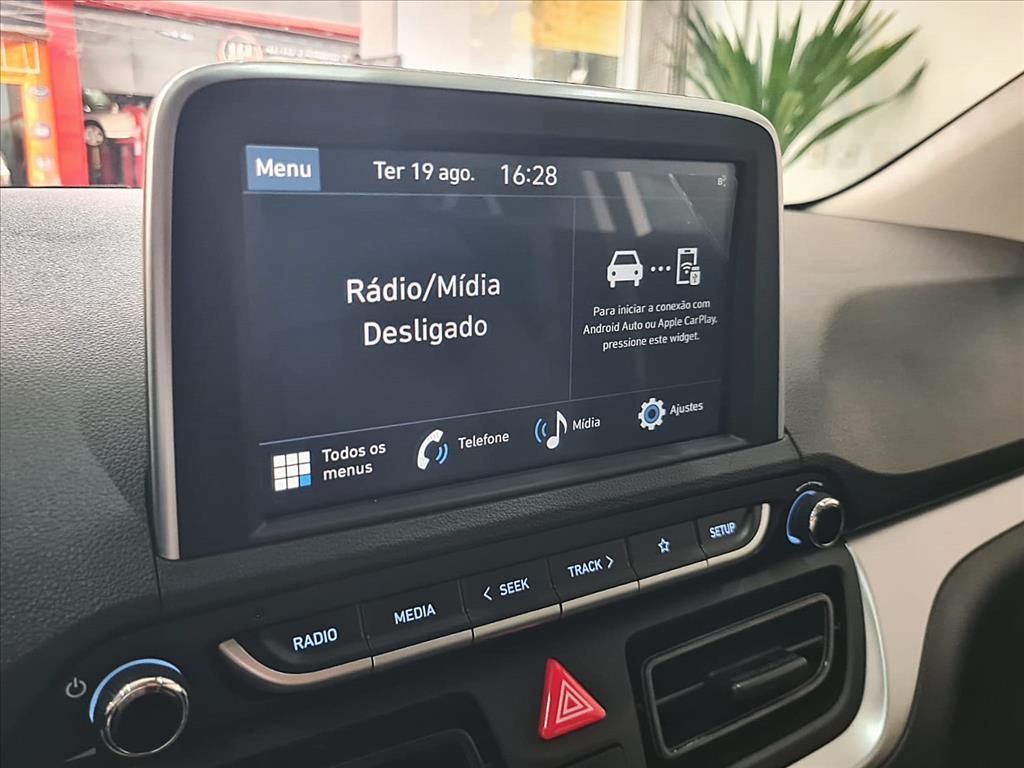 Menu
Ter 19 ago.
16:28
Rádio/Mídia
Desligado
Para iniciar a conexão com
Android Auto ou Apple CarPlay,
pressione este widget.
Todos os
menus
Telefone
Mídia
Ajustes
RADIO
MEDIA
< SEEK
TRACK >
SETUP